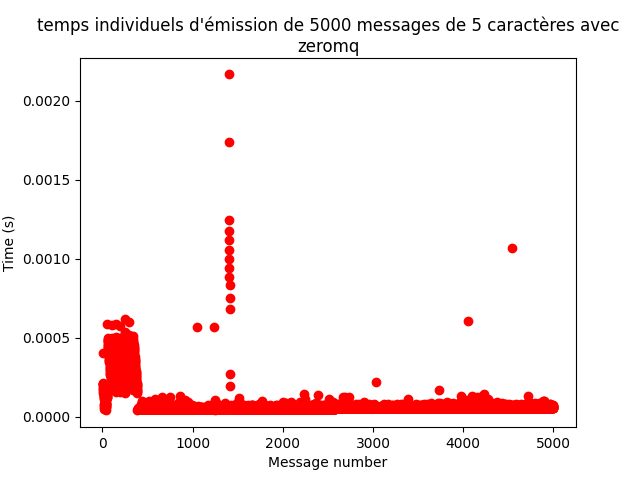 temps individuels d'émission de 5000 messages de 5 caractères avec
zeromq
0.0020
0.0015
0.0010
0.0005
0.0000
Time (s)
0 1000 2000 3000 4000 5000
Message number